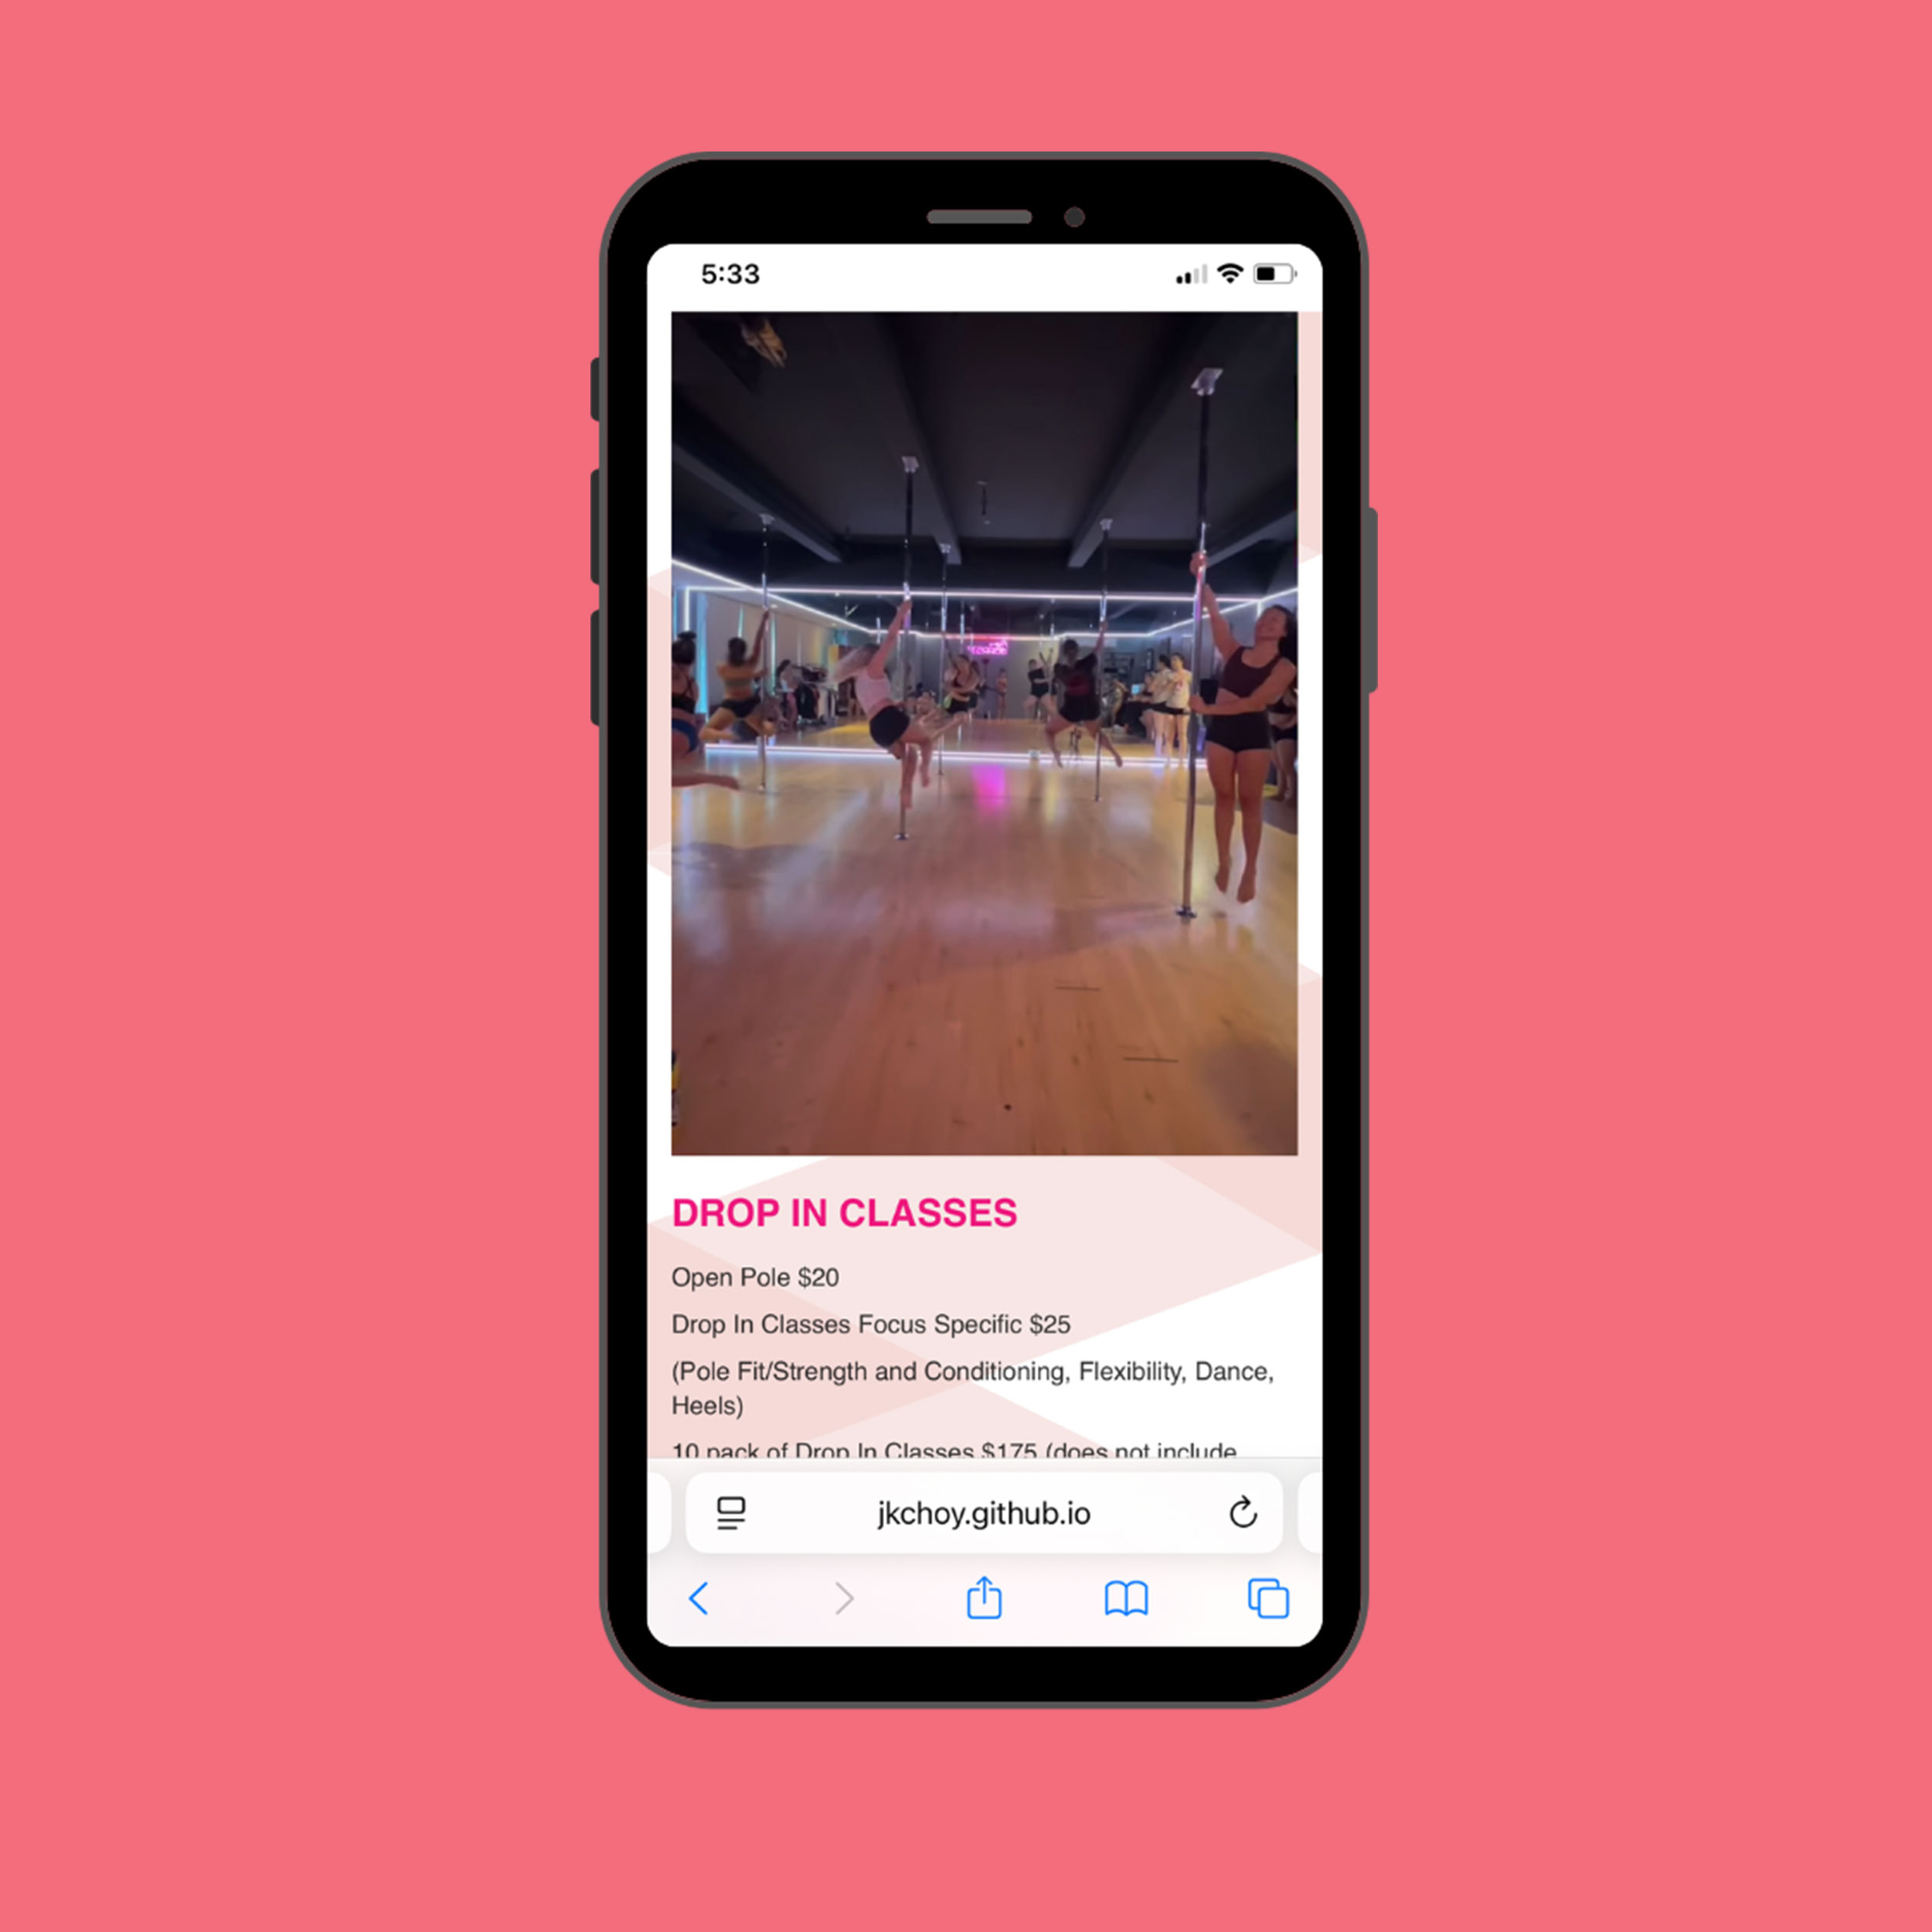 5:33
DROP IN CLASSES
Open Pole $20
Drop In Classes Focus Specific $25
(Pole Fit/Strength and Conditioning, Flexibility, Dance,
Heels)
10 pack of Drop In Classes $175 (does not include
jkchoy.github.io